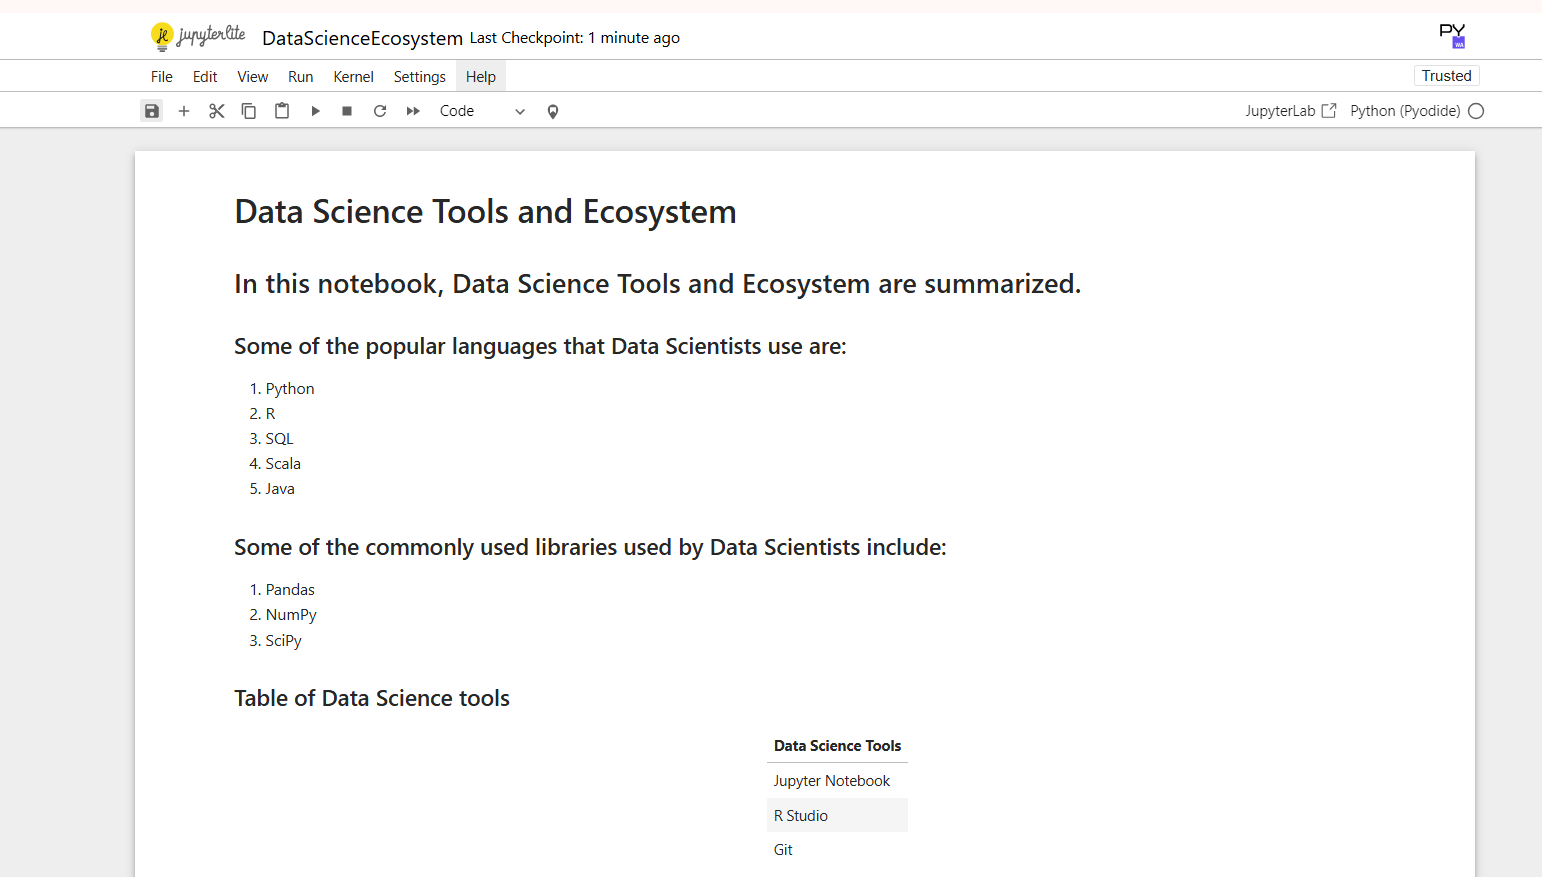 jupyterlite DataScienceEcosystem Last Checkpoint: 1 minute ago
PY
WA
File Edit View Run Kernel Settings Help
Trusted
Code
JupyterLab Python (Pyodide)
Data Science Tools and Ecosystem
In this notebook, Data Science Tools and Ecosystem are summarized.
Some of the popular languages that Data Scientists use are:
1. Python
2. R
3. SQL
4. Scala
5. Java
Some of the commonly used libraries used by Data Scientists include:
1. Pandas
2. NumPy
3. SciPy
Table of Data Science tools
Data Science Tools
Jupyter Notebook
R Studio
Git